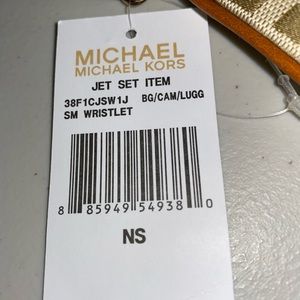 MICHAEL
MICHAEL KORS
JET SET ITEM
38F1CJSW1J BG/CAM/LUGG
SM WRISTLET
8 85949 54938 0
NS